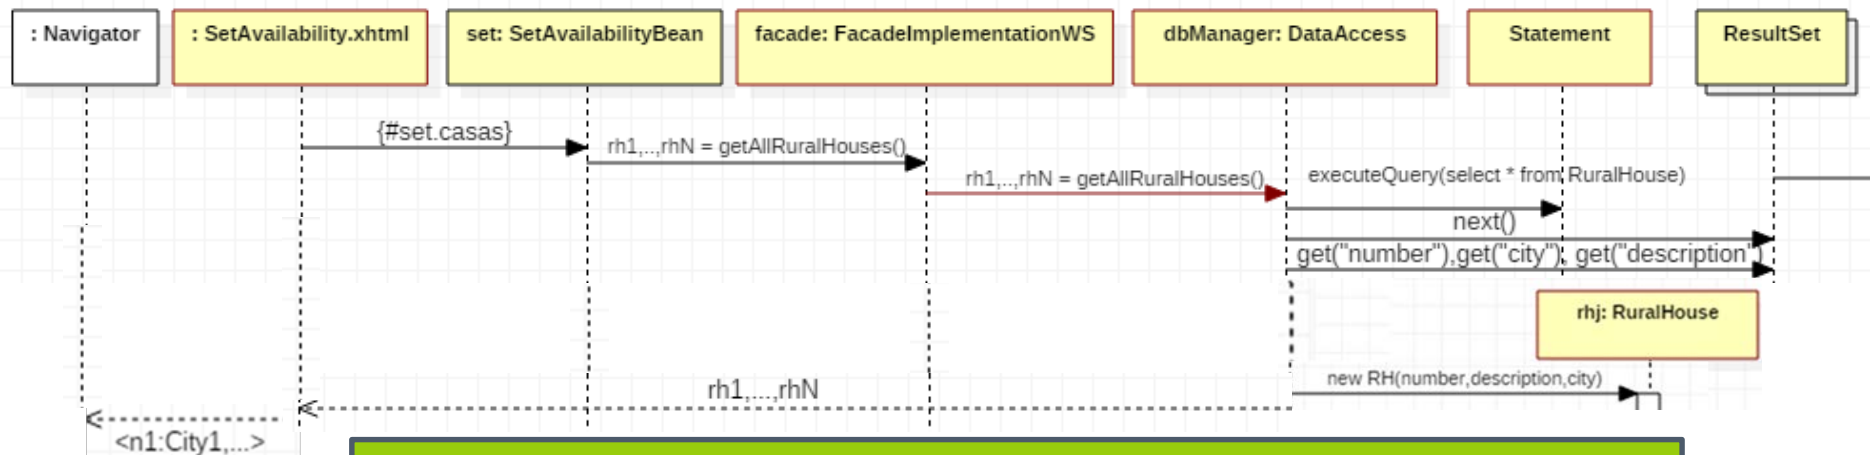 : Navigator
: SetAvailability.xhtml
set: SetAvailabilityBean
facade: FacadeImplementationWS
dbManager: DataAccess
Statement
ResultSet
{#set.casas}
rh1,..,rhN = getAllRuralHouses()
rh1,..,rhN = getAllRuralHouses()
executeQuery(select * from RuralHouse)
next()
get("number"),get("city"), get("description")
rhj: RuralHouse
new RH(number,description,city)
rh1,...,rhN
<n1:City1,...>